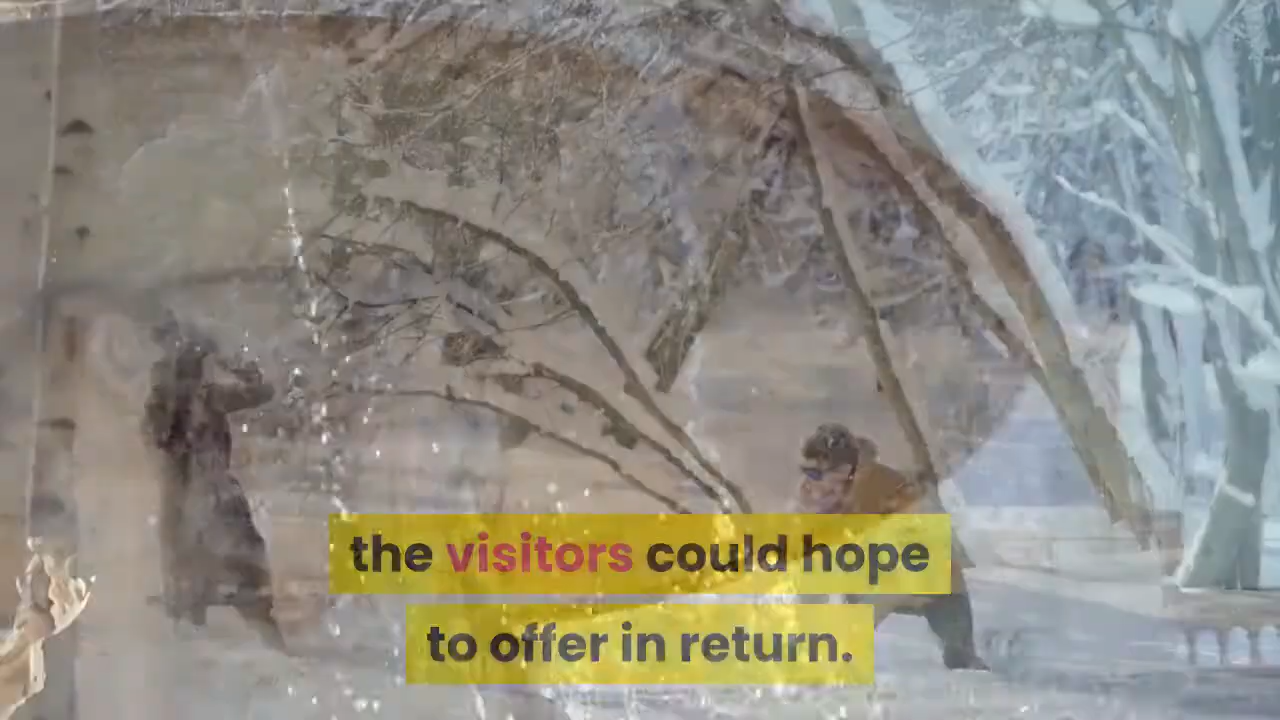 the visitors could hope
to offer in return.